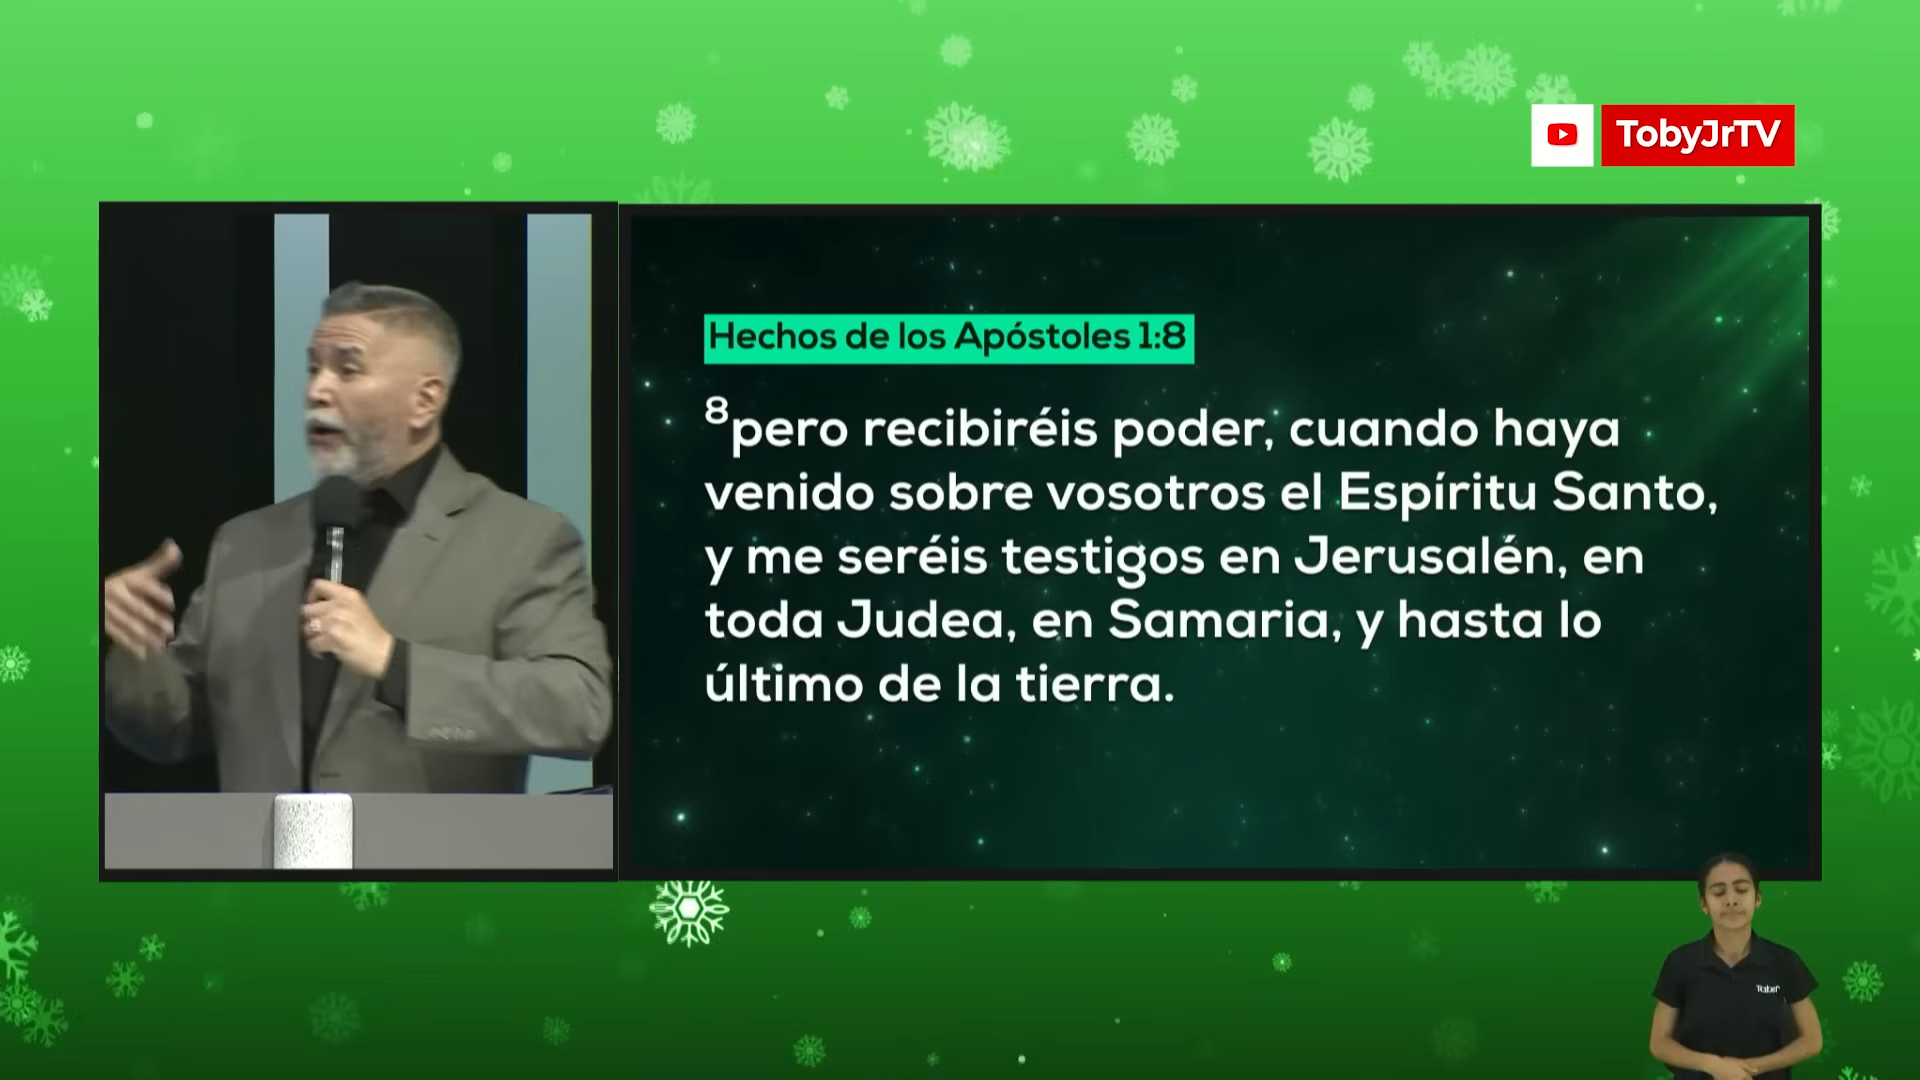 TobyJrTV
Hechos de los Apóstoles 1:8
8pero recibiréis poder, cuando haya
venido sobre vosotros el Espíritu Santo,
y me seréis testigos en Jerusalén, en
toda Judea, en Samaria, y hasta lo
último de la tierra.